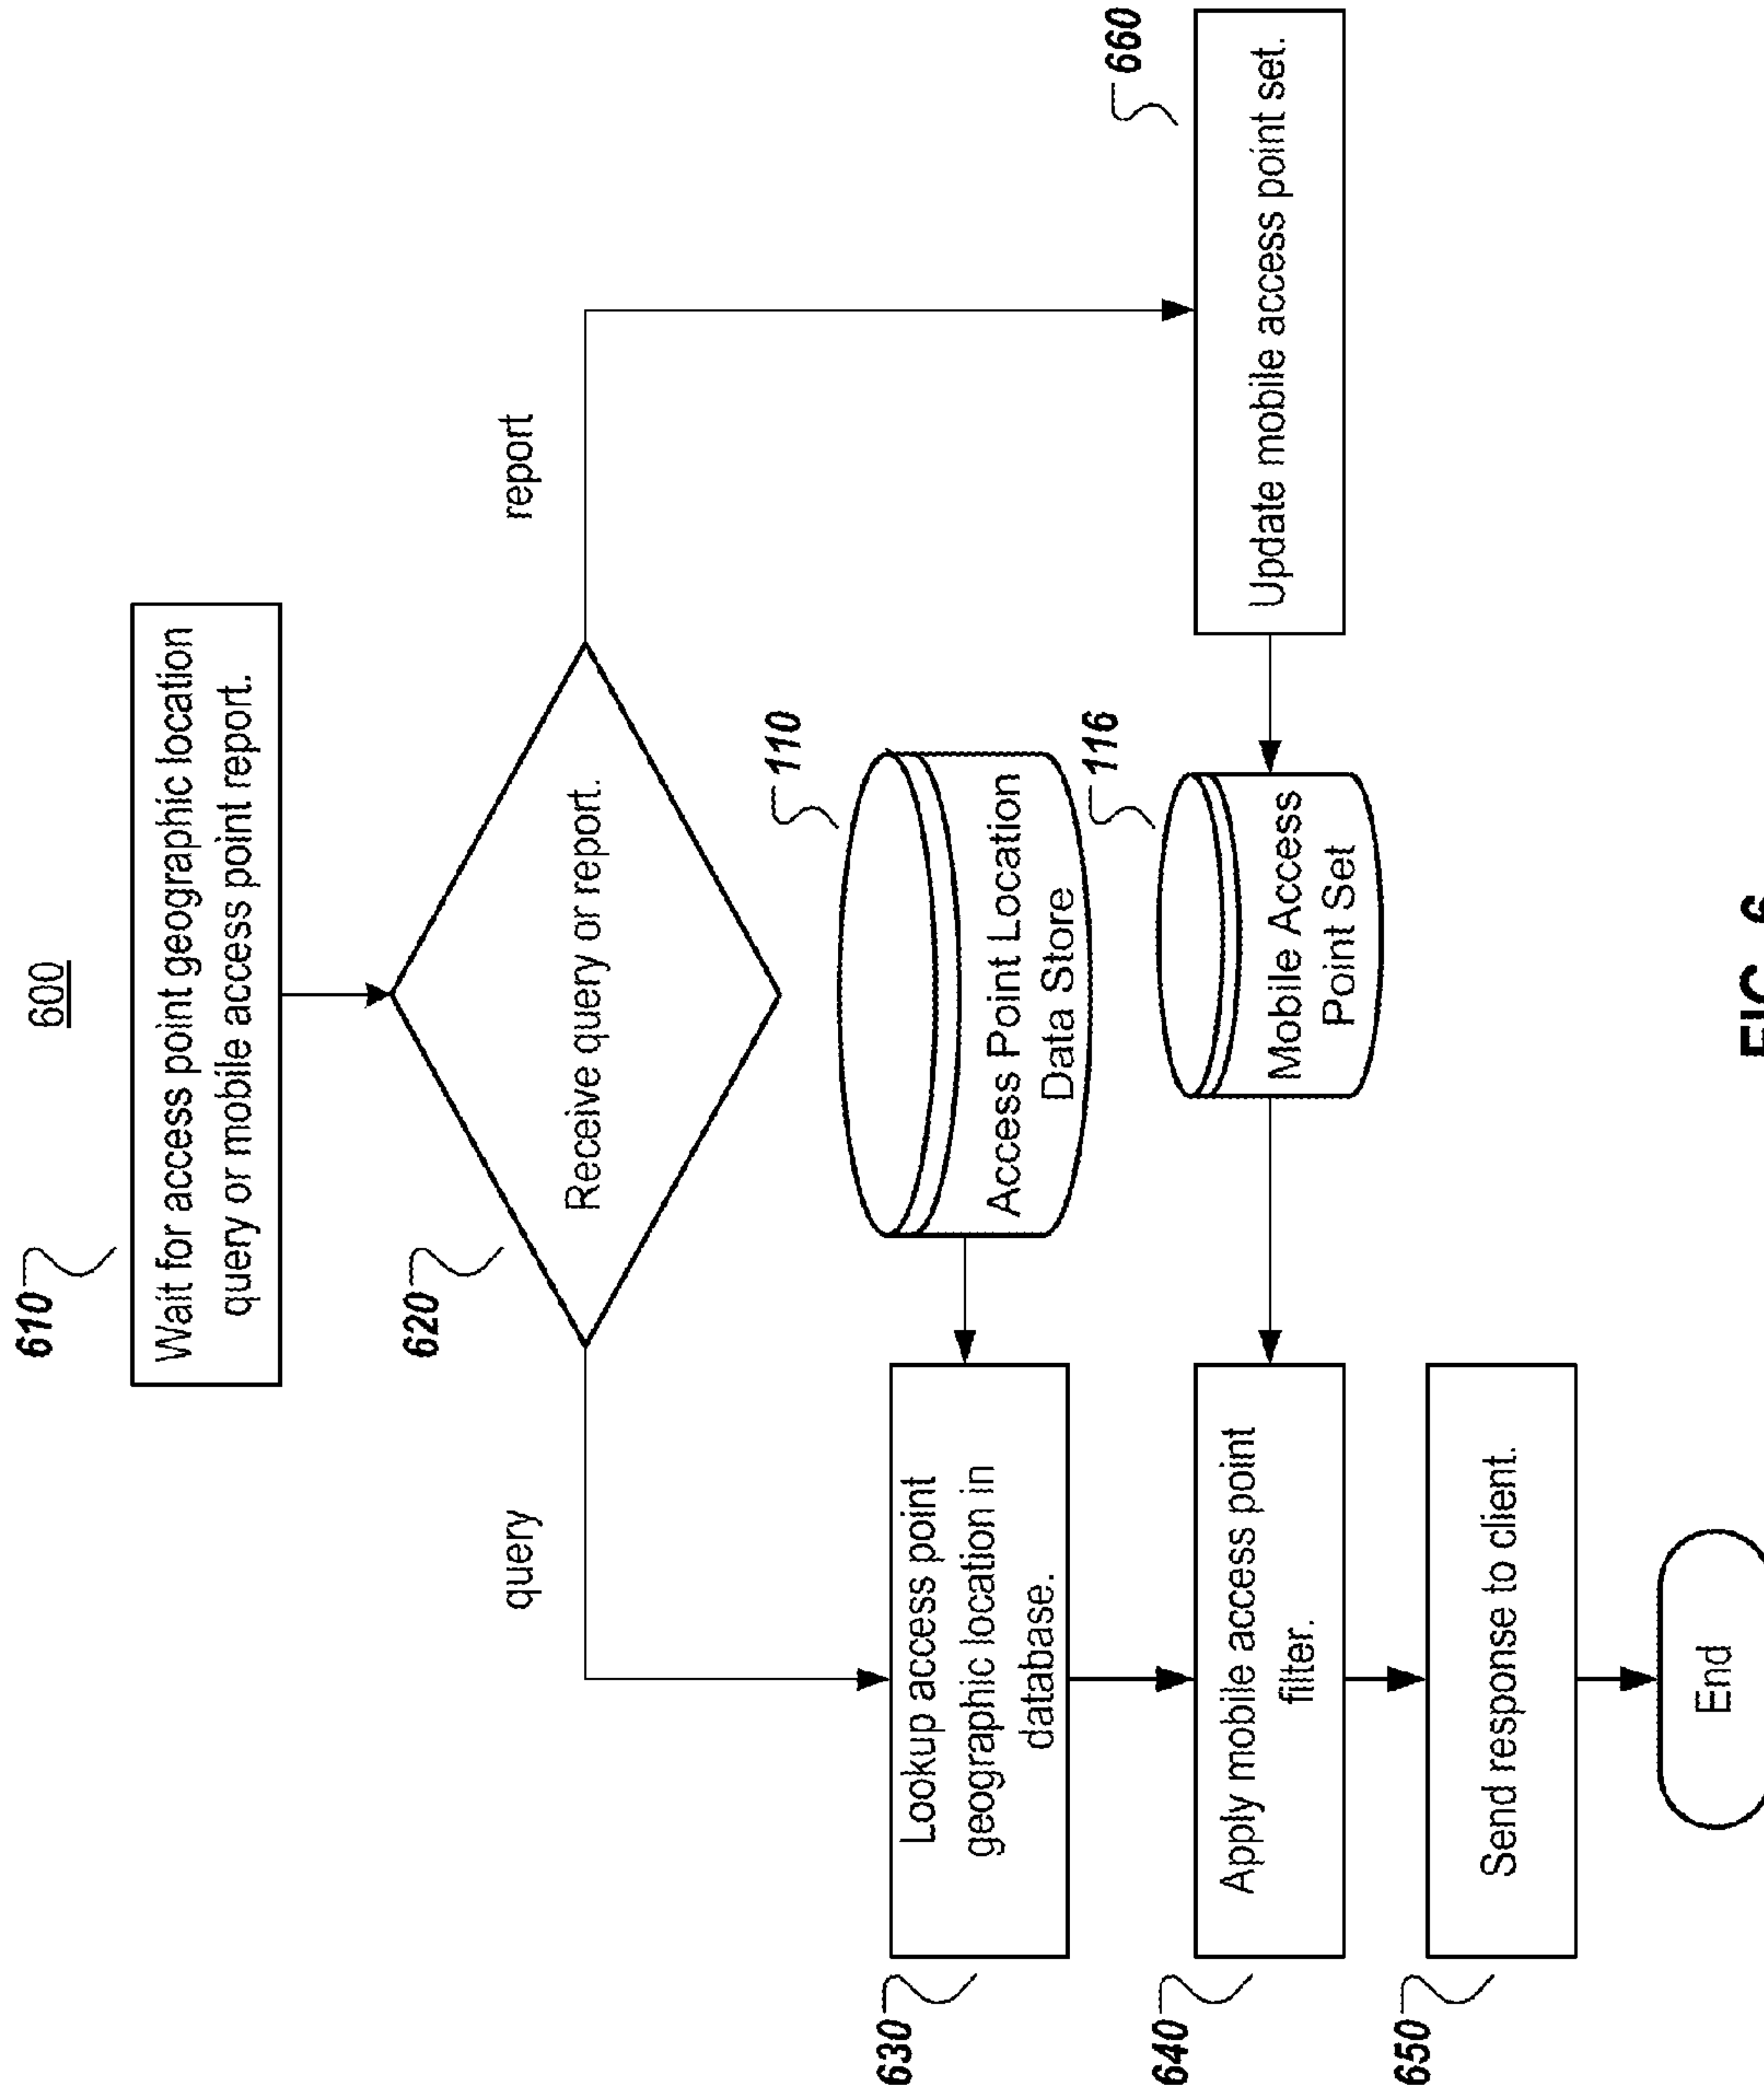 600
610
Wait for access point geographic location
query or mobile access point report.
620
Receive query or report.
query
report
110
Access Point Location
Data Store
630
Lookup access point
geographic location in
database.
116
Mobile Access
Point Set
660
Update mobile access point set.
640
Apply mobile access point
filter.
650
Send response to client.
End
FIG. 6